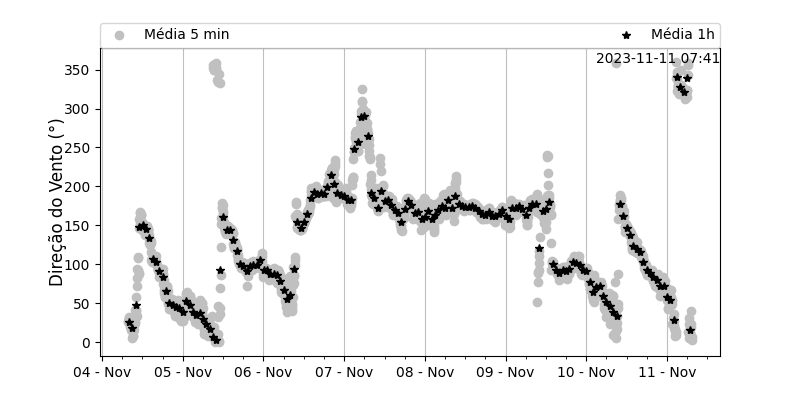 Média 5 min
Média 1h
2023-11-11 07:41
Direção do Vento (°)
350
300
250
200
150
100
50
0
04 - Nov
05 - Nov
06 - Nov
07 - Nov
08 - Nov
09 - Nov
10 - Nov
11 - Nov